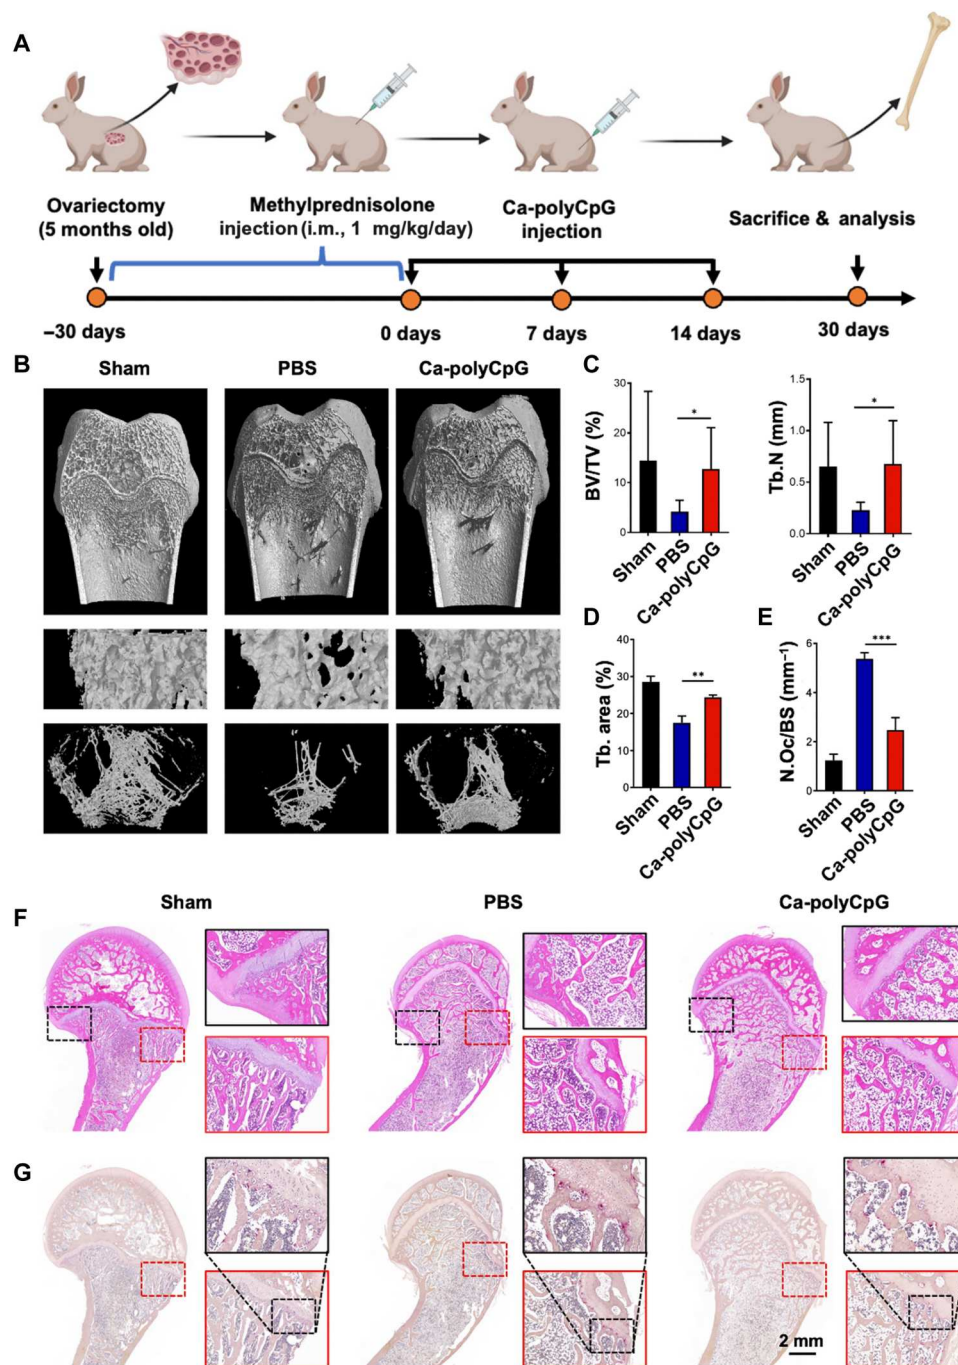 A
Ovariectomy
(5 months old)
Methylprednisolone
injection (i.m., 1 mg/kg/day)
Ca-polyCpG
injection
Sacrifice & analysis
–30 days
0 days
7 days
14 days
30 days
B
Sham
PBS
Ca-polyCpG
C
BV/TV (%)
30
20
10
0
*
Sham
PBS
Ca-polyCpG
Tb.N (mm)
1.5
1.0
0.5
0.0
*
Sham
PBS
Ca-polyCpG
D
Tb. area (%)
40
30
20
10
0
**
Sham
PBS
Ca-polyCpG
E
N.Oc/BS (mm⁻¹)
6
4
2
0
***
Sham
PBS
Ca-polyCpG
F
Sham
PBS
Ca-polyCpG
G
2 mm